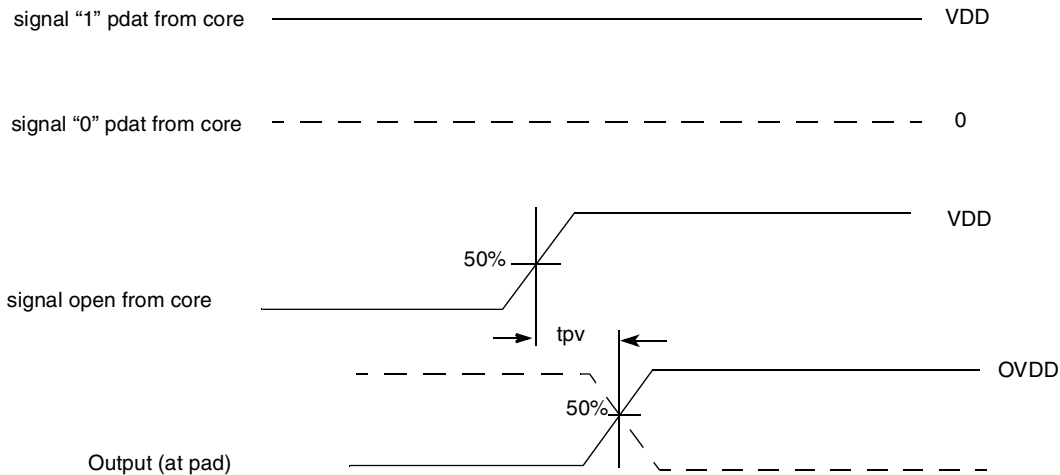 signal “1” pdat from core VDD
signal “0” pdat from core 0
VDD
50%
signal open from core
tpv
OVDD
50%
Output (at pad)